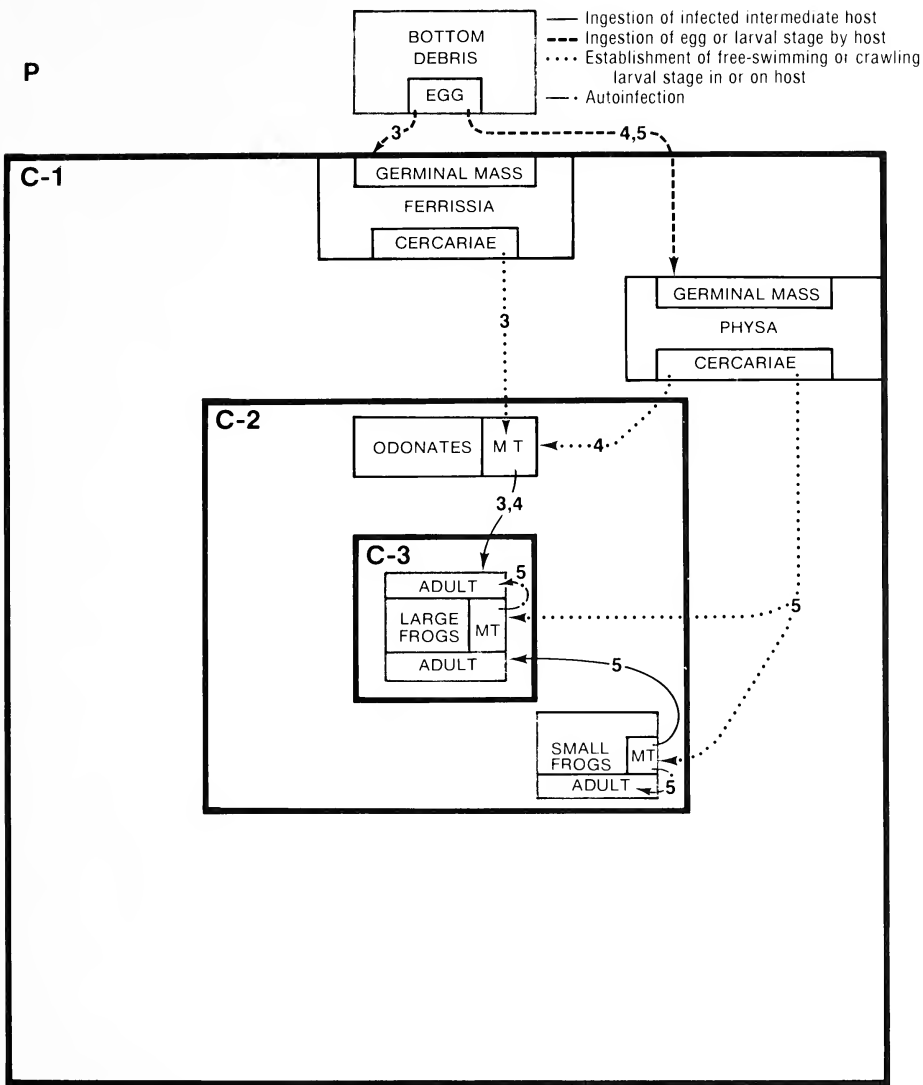 P
BOTTOM
DEBRIS
EGG
Ingestion of infected intermediate host
Ingestion of egg or larval stage by host
Establishment of free-swimming or crawling
larval stage in or on host
Autoinfection
3
4,5
C-1
GERMINAL MASS
FERRISSIA
CERCARIAE
GERMINAL MASS
PHYSA
CERCARIAE
3
C-2
ODONATES
MT
4
3,4
C-3
ADULT
5
LARGE
FROGS
MT
ADULT
5
5
SMALL
FROGS
MT
ADULT
5